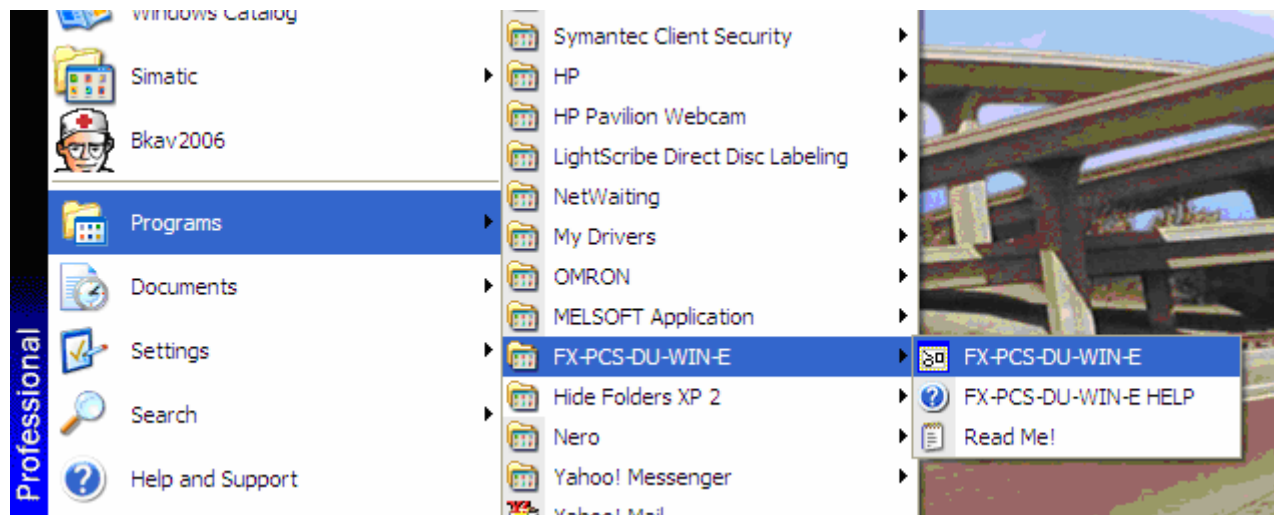 Windows Catalog
Simatic
Bkav2006
Programs
Documents
Settings
Search
Help and Support
Professional
Symantec Client Security
HP
HP Pavilion Webcam
LightScribe Direct Disc Labeling
NetWaiting
My Drivers
OMRON
MELSOFT Application
FX-PCS-DU-WIN-E
Hide Folders XP 2
Nero
Yahoo! Messenger
Yahoo! Mail
FX-PCS-DU-WIN-E
FX-PCS-DU-WIN-E HELP
Read Me!